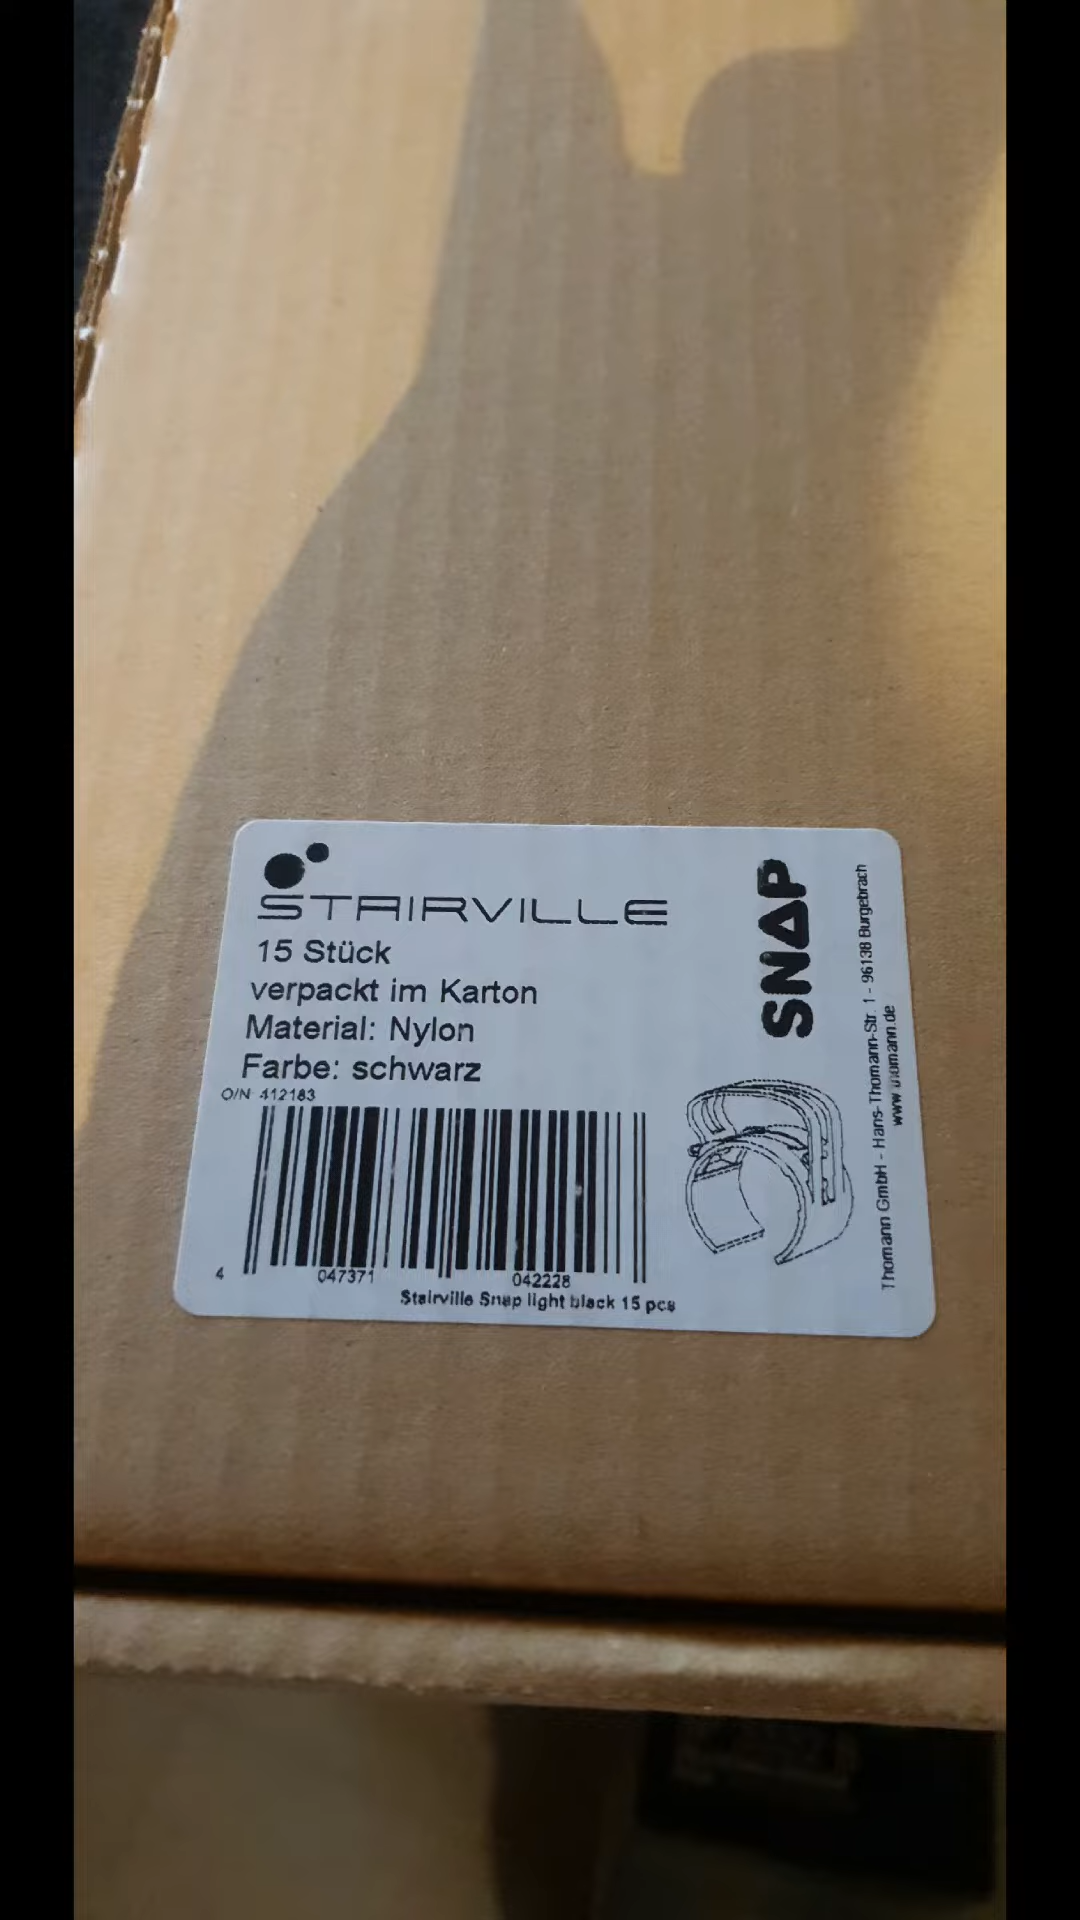 STAIRVILLE
15 Stück
verpackt im Karton
Material: Nylon
Farbe: schwarz
O/N 412183
4 047371 042228
Stairville Snap light black 15 pcs
SNAP
Thomann GmbH - Hans-Thomann-Str. 1 - 96138 Burgebrach
www.thomann.de